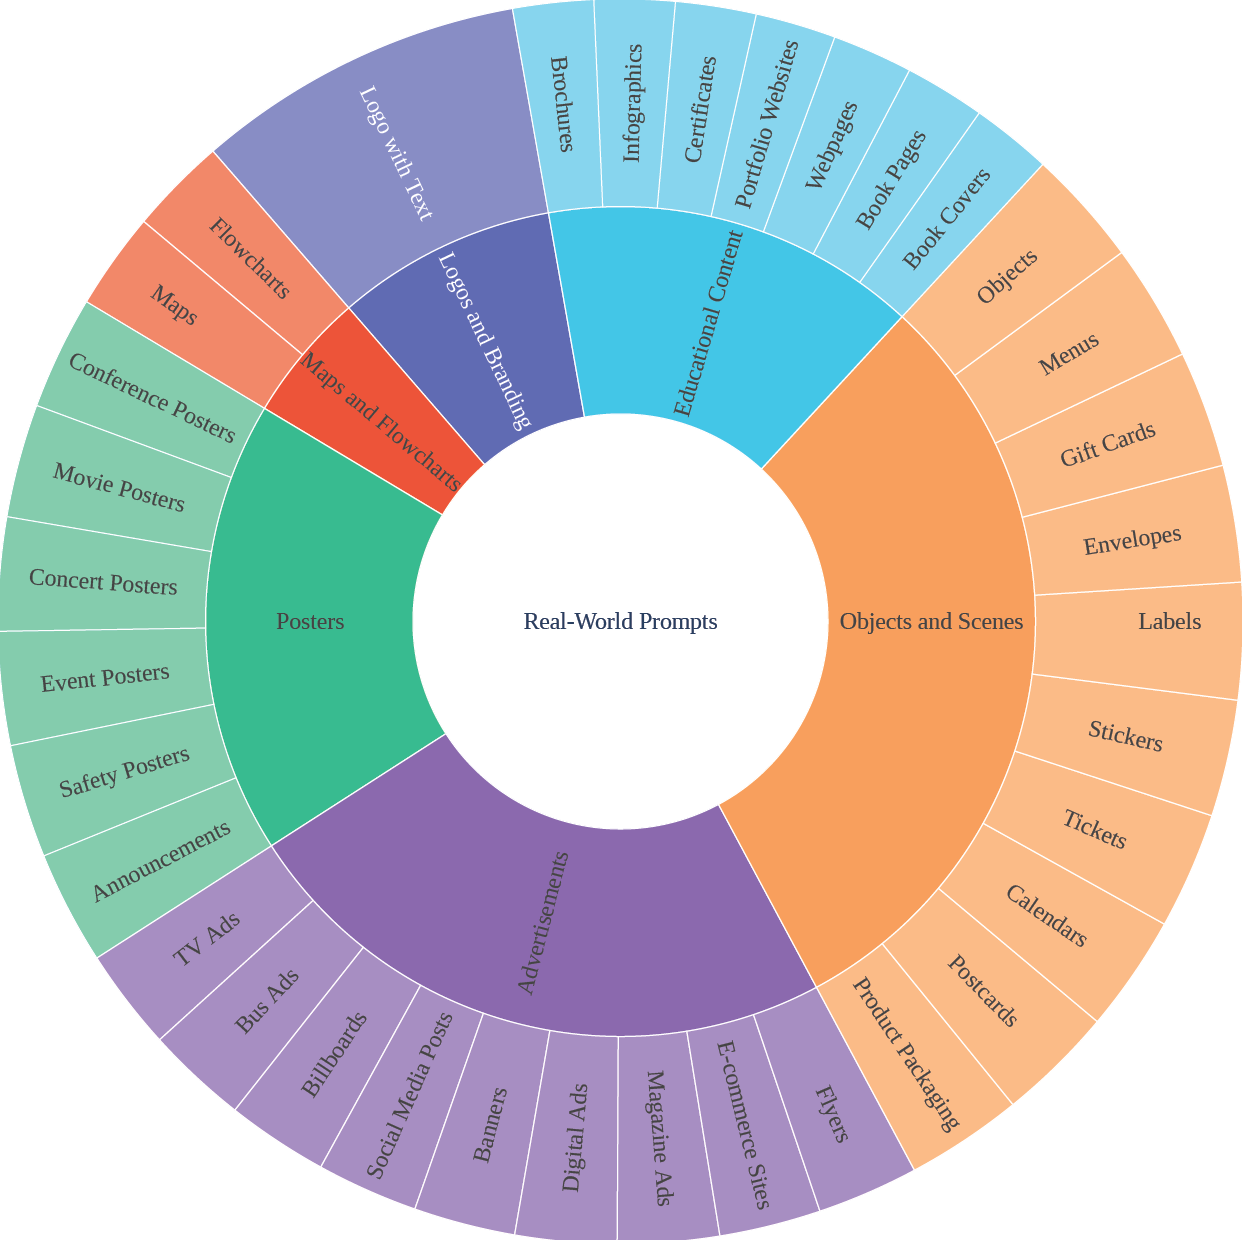 Real-World Prompts
Educational Content
Brochures
Infographics
Certificates
Portfolio Websites
Webpages
Book Pages
Book Covers
Objects and Scenes
Objects
Menus
Gift Cards
Envelopes
Labels
Stickers
Tickets
Calendars
Postcards
Product Packaging
Advertisements
Flyers
E-commerce Sites
Magazine Ads
Digital Ads
Banners
Social Media Posts
Billboards
Bus Ads
TV Ads
Posters
Announcements
Safety Posters
Event Posters
Concert Posters
Movie Posters
Conference Posters
Maps and Flowcharts
Maps
Flowcharts
Logos and Branding
Logo with Text